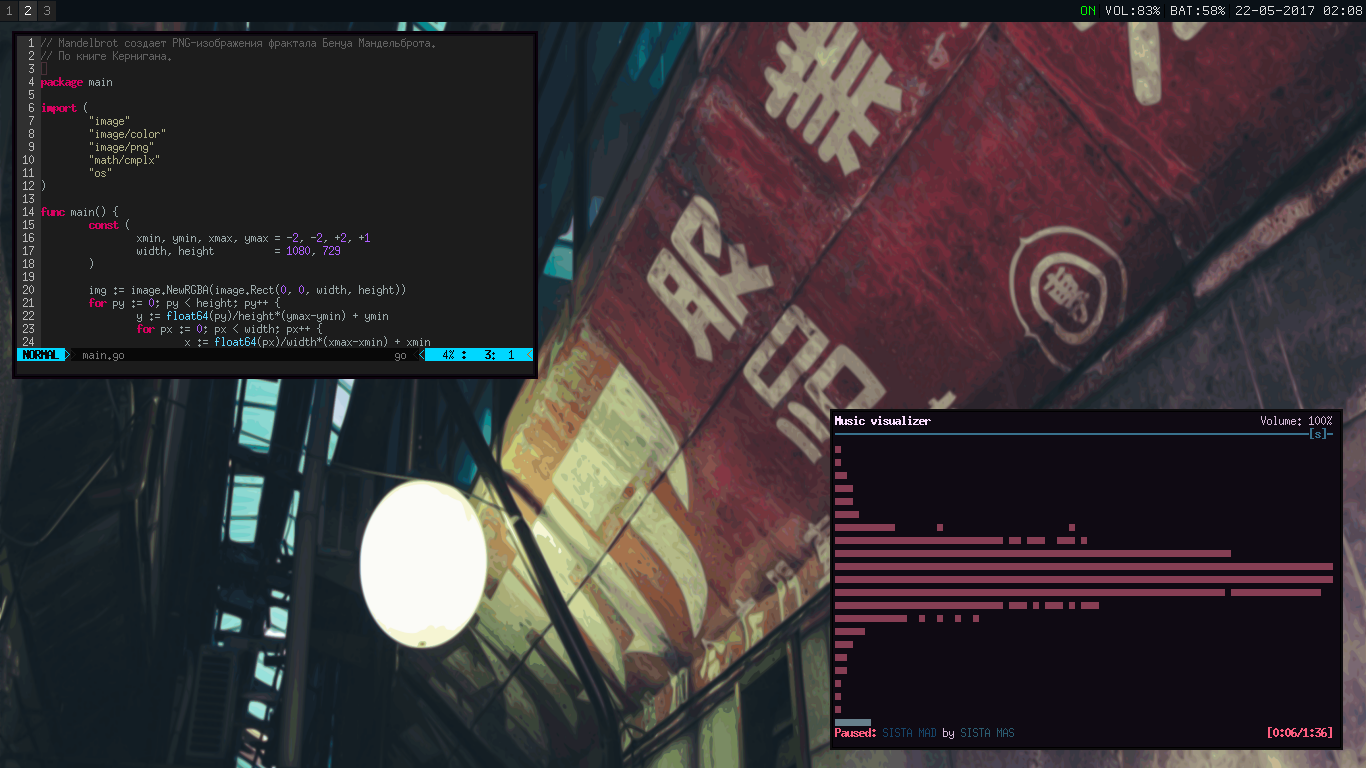 1 2 3
ON VOL:83% BAT:58% 22-05-2017 02:08
1 // Mandelbrot создает PNG-изображения фрактала Бенуа Мандельброта.
2 // По книге Кернигана.
3
4 package main
5
6 import (
7 "image"
8 "image/color"
9 "image/png"
10 "math/cmplx"
11 "os"
12 )
13
14 func main() {
15 const (
16 xmin, ymin, xmax, ymax = -2, -2, +2, +1
17 width, height = 1080, 729
18 )
19
20 img := image.NewRGBA(image.Rect(0, 0, width, height))
21 for py := 0; py < height; py++ {
22 y := float64(py)/height*(ymax-ymin) + ymin
23 for px := 0; px < width; px++ {
24 x := float64(px)/width*(xmax-xmin) + xmin
NORMAL main.go go 4% : 3: 1
業
服
Music visualizer Volume: 100%
[s]
Paused: SISTA MAD by SISTA MAS [0:06/1:36]